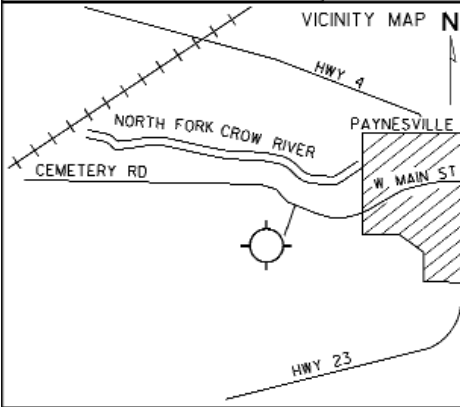 VICINITY MAP N
HWY 4
NORTH FORK CROW RIVER
PAYNESVILLE
CEMETERY RD
W. MAIN ST
HWY 23